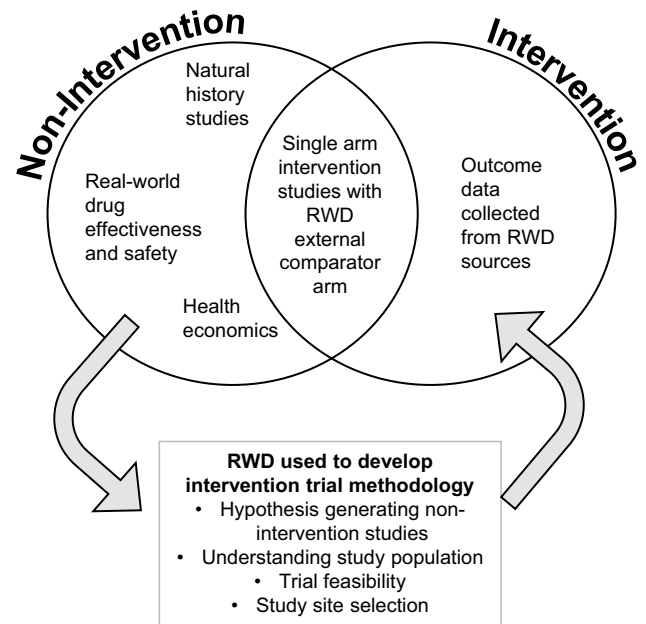 Non-Intervention
Intervention
Natural
history
studies
Real-world
drug
effectiveness
and safety
Health
economics
Single arm
intervention
studies with
RWD
external
comparator
arm
Outcome
data
collected
from RWD
sources
RWD used to develop
intervention trial methodology
• Hypothesis generating non-
intervention studies
• Understanding study population
• Trial feasibility
• Study site selection